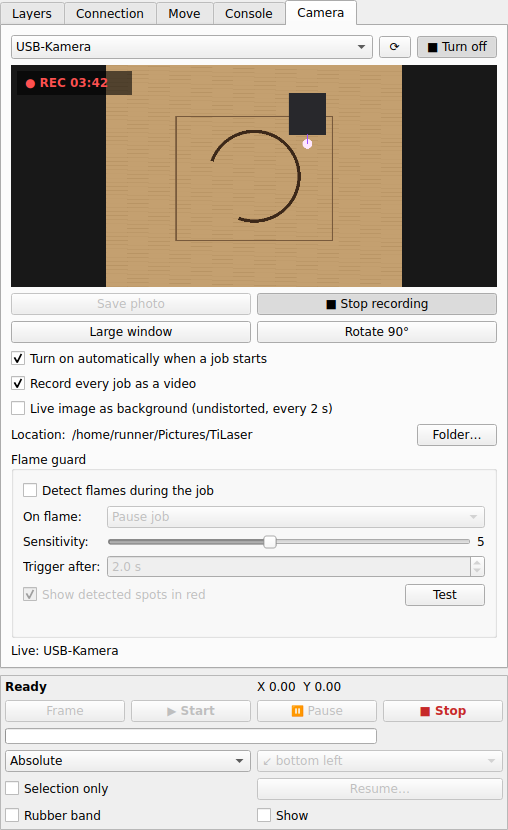 Layers Connection Move Console Camera
USB-Kamera ⟳ ■ Turn off
● REC 03:42
Save photo ■ Stop recording
Large window Rotate 90°
Turn on automatically when a job starts
Record every job as a video
Live image as background (undistorted, every 2 s)
Location: /home/runner/Pictures/TiLaser Folder...
Flame guard
Detect flames during the job
On flame: Pause job
Sensitivity: 5
Trigger after: 2.0 s
Show detected spots in red Test
Live: USB-Kamera
Ready X 0.00 Y 0.00
Frame ▶ Start ⏸ Pause ■ Stop
Absolute ↙ bottom left
Selection only Resume...
Rubber band Show